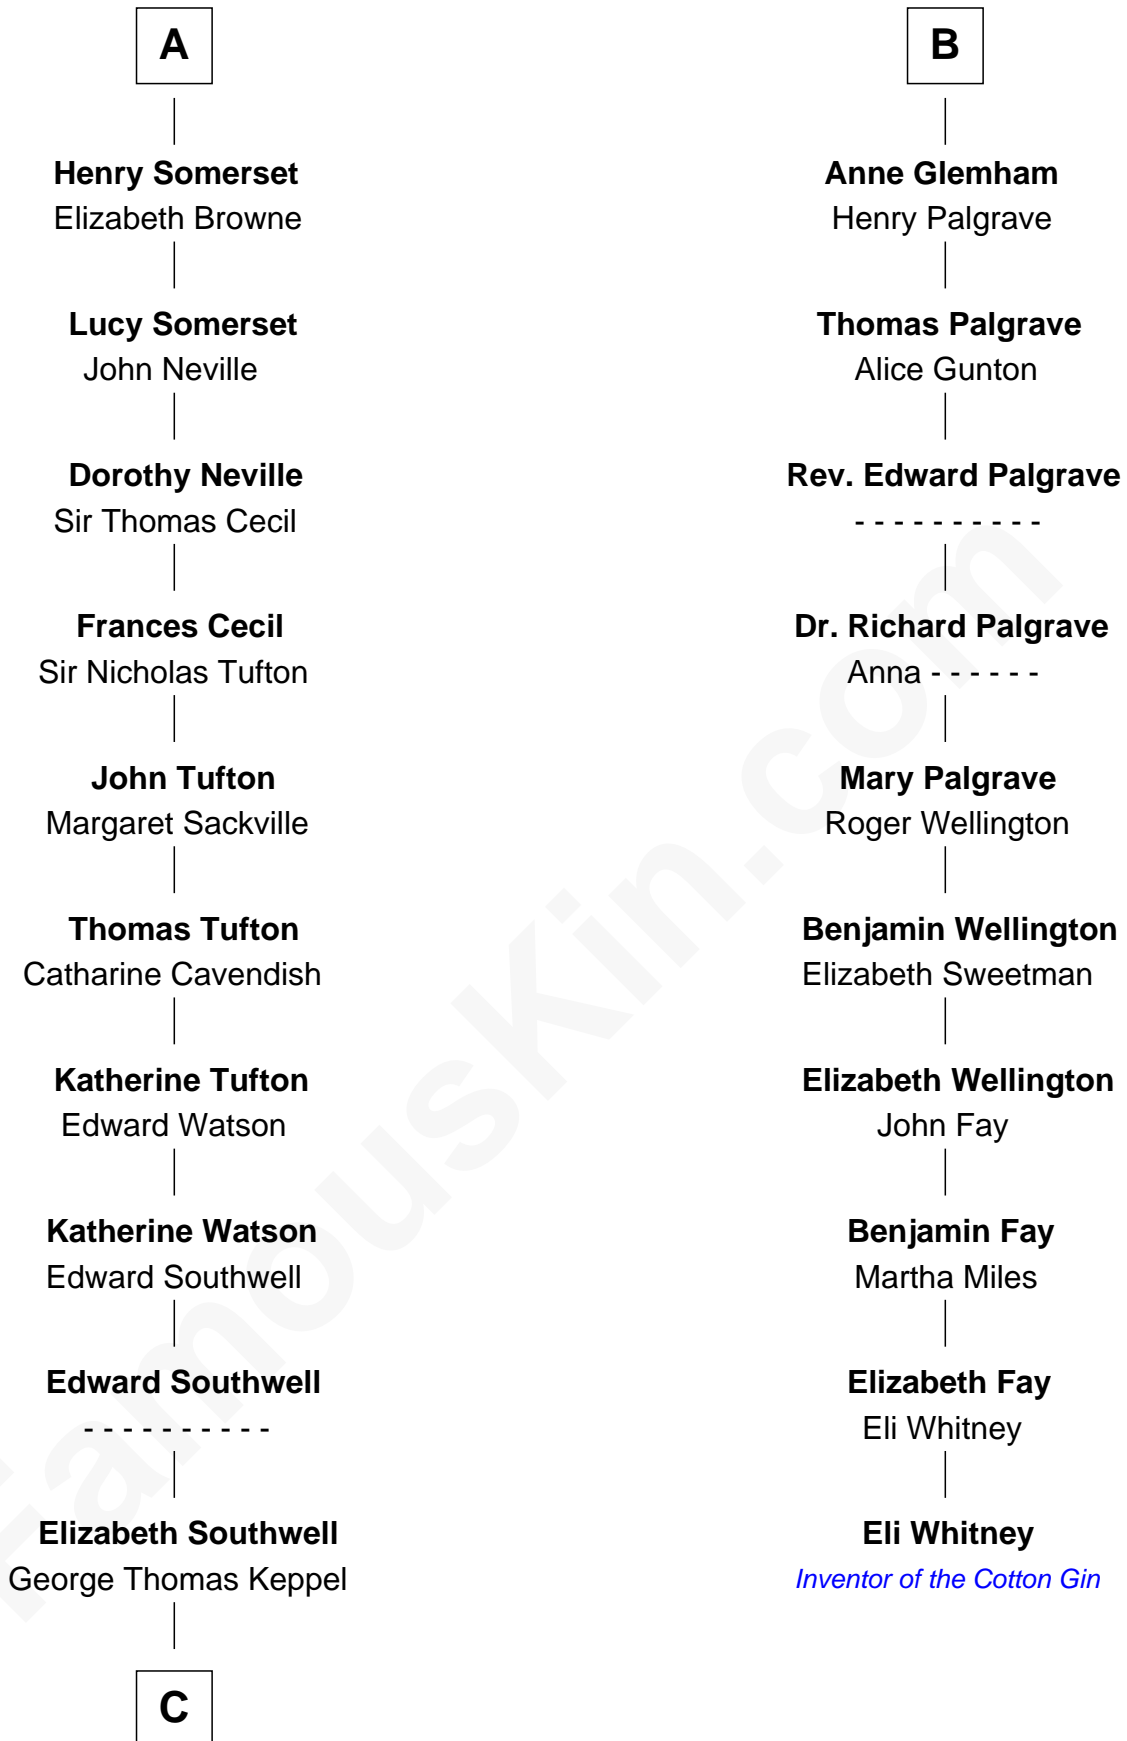 A
Henry Somerset
Elizabeth Browne
Lucy Somerset
John Neville
Dorothy Neville
Sir Thomas Cecil
Frances Cecil
Sir Nicholas Tufton
John Tufton
Margaret Sackville
Thomas Tufton
Catharine Cavendish
Katherine Tufton
Edward Watson
Katherine Watson
Edward Southwell
Edward Southwell
- - - - - - - - - -
Elizabeth Southwell
George Thomas Keppel
C
B
Anne Glemham
Henry Palgrave
Thomas Palgrave
Alice Gunton
Rev. Edward Palgrave
- - - - - - - - - -
Dr. Richard Palgrave
Anna - - - - - -
Mary Palgrave
Roger Wellington
Benjamin Wellington
Elizabeth Sweetman
Elizabeth Wellington
John Fay
Benjamin Fay
Martha Miles
Elizabeth Fay
Eli Whitney
Eli Whitney
Inventor of the Cotton Gin
FamousKin.com